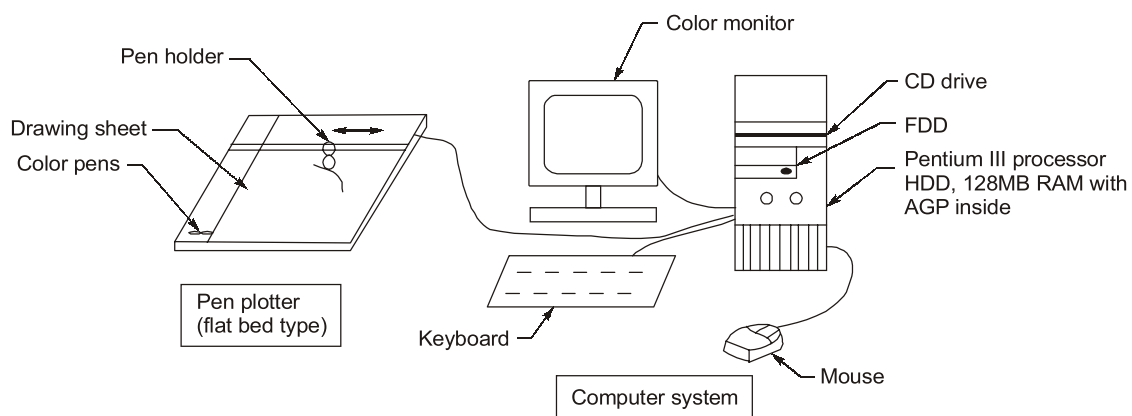 Color monitor
Pen holder
CD drive
Drawing sheet
FDD
Color pens
Pentium III processor
HDD, 128MB RAM with
AGP inside
Pen plotter
(flat bed type)
Keyboard
Mouse
Computer system